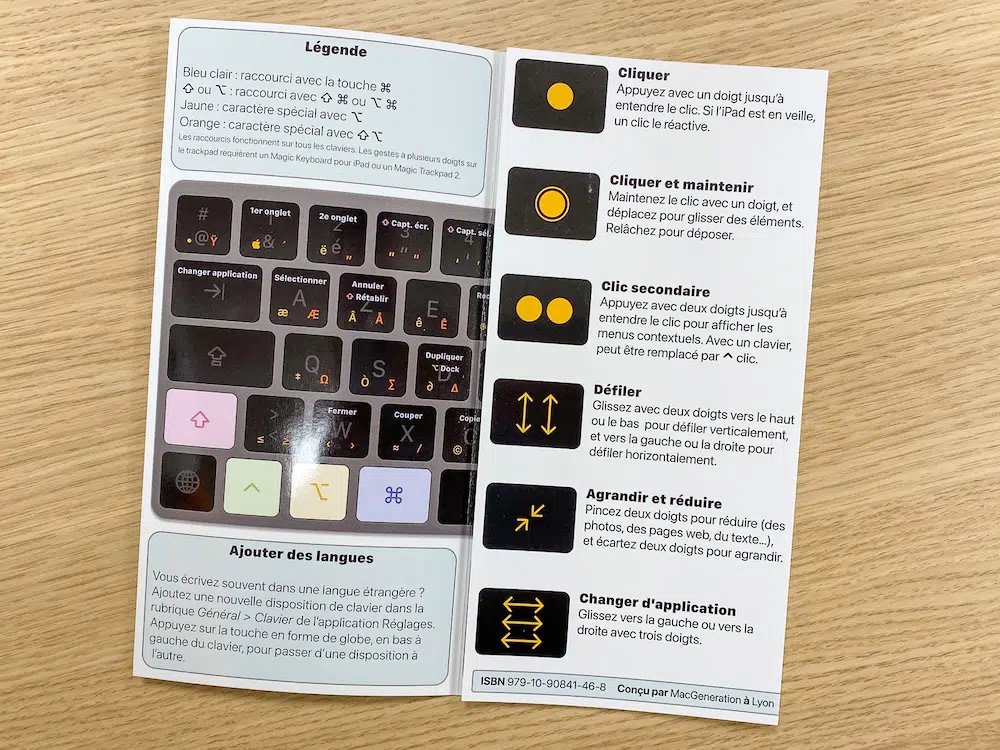 Légende
Bleu clair : raccourci avec la touche ⌘
⇧ ou ⌥ : raccourci avec ⇧ ⌘ ou ⌥ ⌘
Jaune : caractère spécial avec ⌥
Orange : caractère spécial avec ⇧⌥
Les raccourcis fonctionnent sur tous les claviers. Les gestes à plusieurs doigts sur
le trackpad requièrent un Magic Keyboard pour iPad ou un Magic Trackpad 2.
# 1er onglet 2e onglet ⇧ Capt. écr. ⇧ Capt. sél.
• @ Ÿ & ´ 2 ë é „ 3 " 4
Changer application Sélectionner Annuler
⇧ Rétablir
A Z E
æ Æ Â Å ê Ê
Dupliquer
⌥ Dock
Q S D
‡ Ω Ò ∑ ∂ ∆
Fermer Couper Copie
⇧ > < W X C
≤ ≥ ‹ › ≈ / ©
^ ⌥ ⌘
Ajouter des langues
Vous écrivez souvent dans une langue étrangère ?
Ajoutez une nouvelle disposition de clavier dans la
rubrique Général > Clavier de l'application Réglages.
Appuyez sur la touche en forme de globe, en bas à
gauche du clavier, pour passer d'une disposition à
l'autre.
Cliquer
Appuyez avec un doigt jusqu'à
entendre le clic. Si l'iPad est en veille,
un clic le réactive.
Cliquer et maintenir
Maintenez le clic avec un doigt, et
déplacez pour glisser des éléments.
Relâchez pour déposer.
Clic secondaire
Appuyez avec deux doigts jusqu'à
entendre le clic pour afficher les
menus contextuels. Avec un clavier,
peut être remplacé par ^ clic.
Défiler
Glissez avec deux doigts vers le haut
ou le bas pour défiler verticalement,
et vers la gauche ou la droite pour
défiler horizontalement.
Agrandir et réduire
Pincez deux doigts pour réduire (des
photos, des pages web, du texte…),
et écartez deux doigts pour agrandir.
Changer d'application
Glissez vers la gauche ou vers la
droite avec trois doigts.
ISBN 979-10-90841-46-8 Conçu par MacGeneration à Lyon